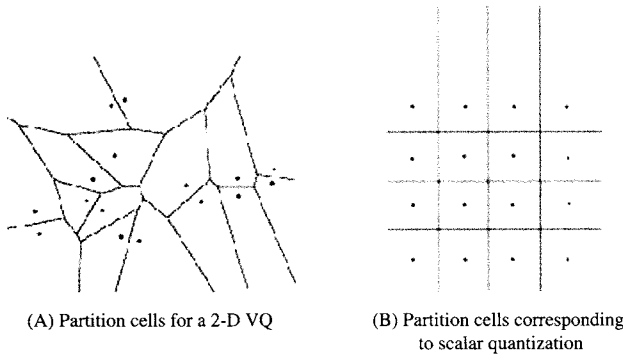 (A) Partition cells for a 2-D VQ
(B) Partition cells corresponding
to scalar quantization